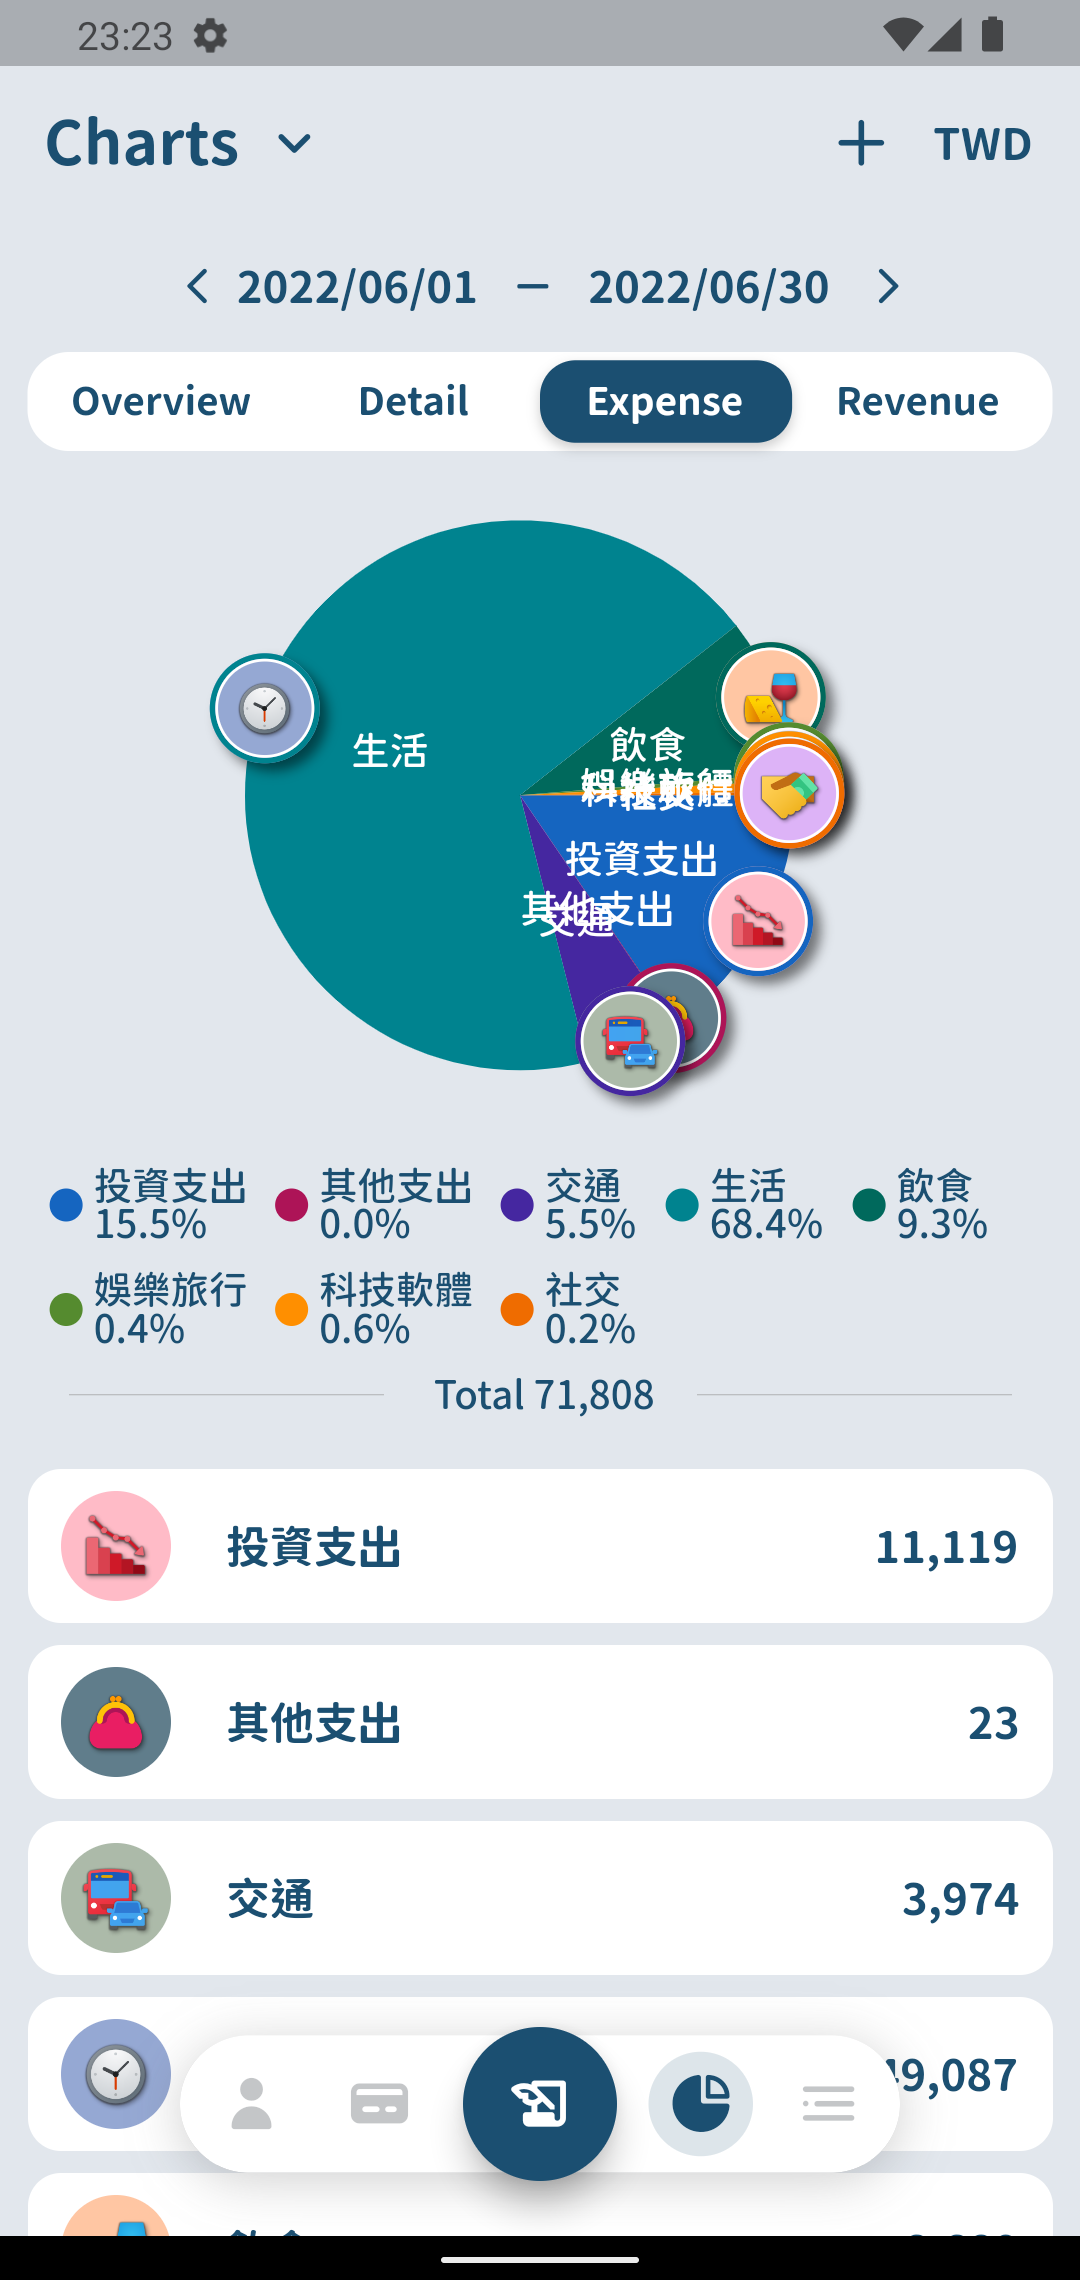 23:23
Charts
TWD
2022/06/01 — 2022/06/30
Overview Detail Expense Revenue
生活
飲食
投資支出
其他支出
交通
投資支出 其他支出 交通 生活 飲食
15.5% 0.0% 5.5% 68.4% 9.3%
娛樂旅行 科技軟體 社交
0.4% 0.6% 0.2%
Total 71,808
投資支出 11,119
其他支出 23
交通 3,974
9,087